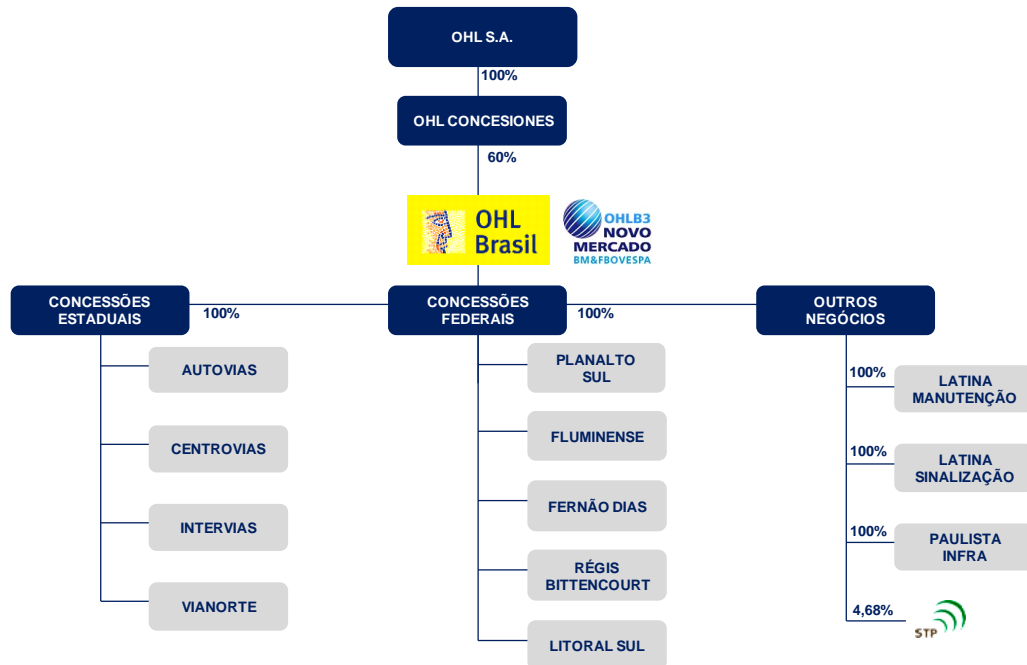 OHL S.A.
100%
OHL CONCESIONES
60%
OHL
Brasil
OHLB3
NOVO
MERCADO
BM&FBOVESPA
CONCESSÕES
ESTADUAIS
100%
CONCESSÕES
FEDERAIS
100%
OUTROS
NEGÓCIOS
AUTOVIAS
CENTROVIAS
INTERVIAS
VIANORTE
PLANALTO
SUL
FLUMINENSE
FERNÃO DIAS
RÉGIS
BITTENCOURT
LITORAL SUL
100%
LATINA
MANUTENÇÃO
100%
LATINA
SINALIZAÇÃO
100%
PAULISTA
INFRA
4,68%
STP